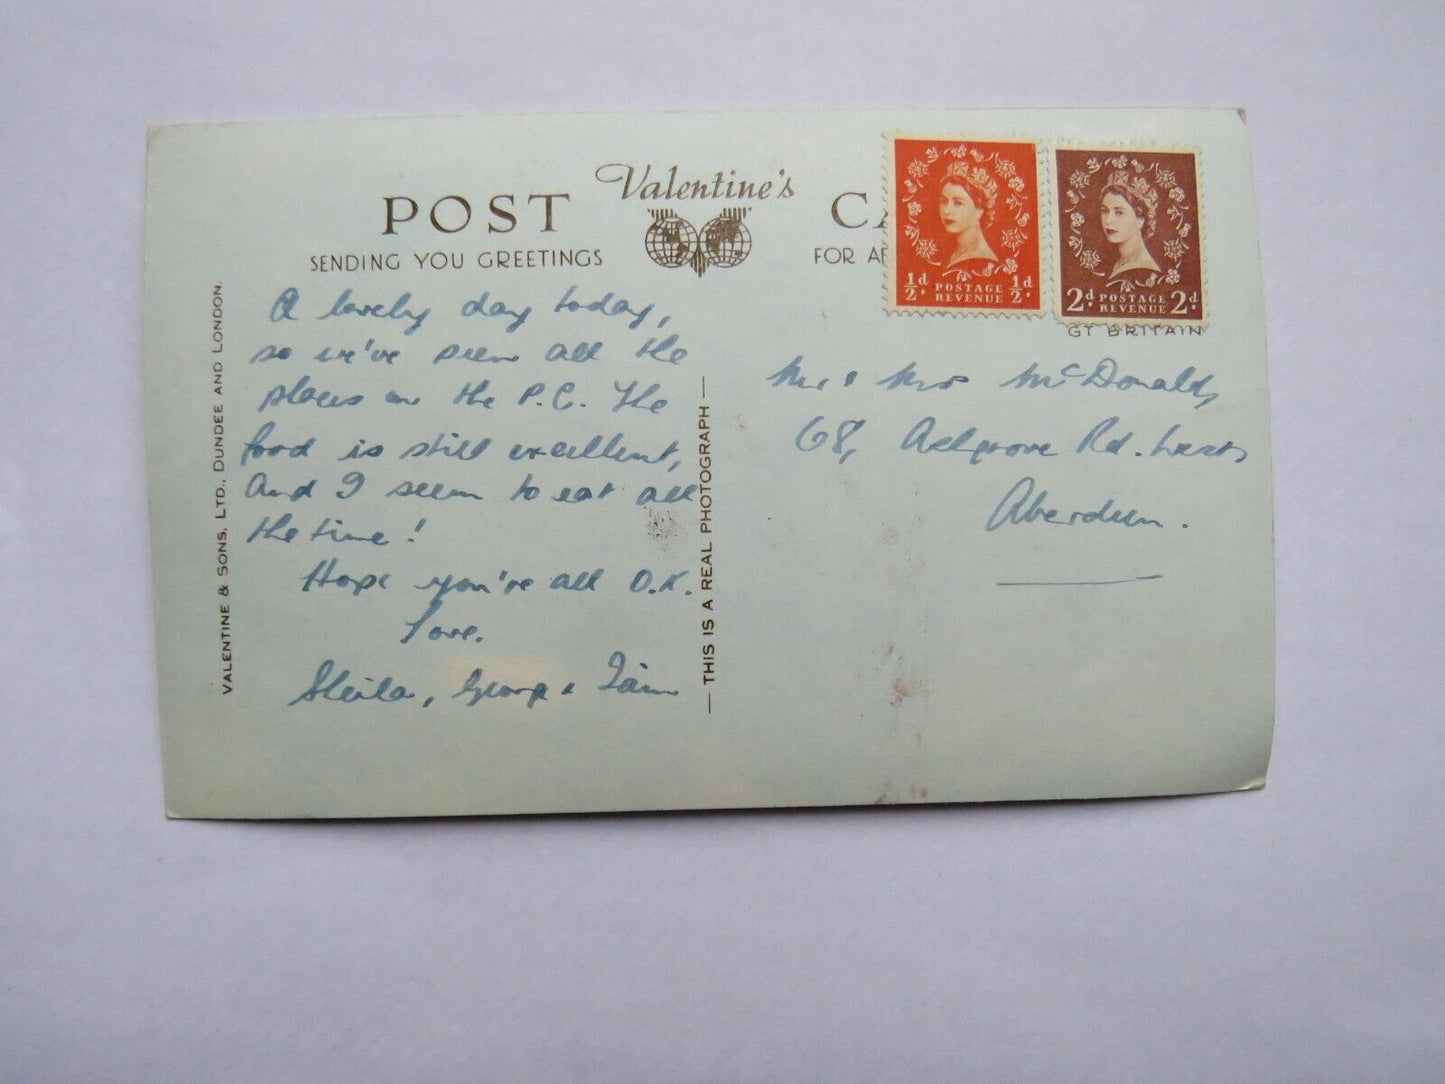 POST CA
Valentine's
SENDING YOU GREETINGS
FOR
½d POSTAGE REVENUE ½d
2d POSTAGE REVENUE 2d
GT BRITAIN
A lovely day today,
so we've seen all the
places on the P.C. The
food is still excellent,
and I seem to eat all
the time!
Hope you're all O.K.
Love.
Sheila, George & Iain
VALENTINE & SONS, LTD., DUNDEE AND LONDON.
— THIS IS A REAL PHOTOGRAPH —
Mr & Mrs McDonald,
68, Ashgrove Rd. West,
Aberdeen.